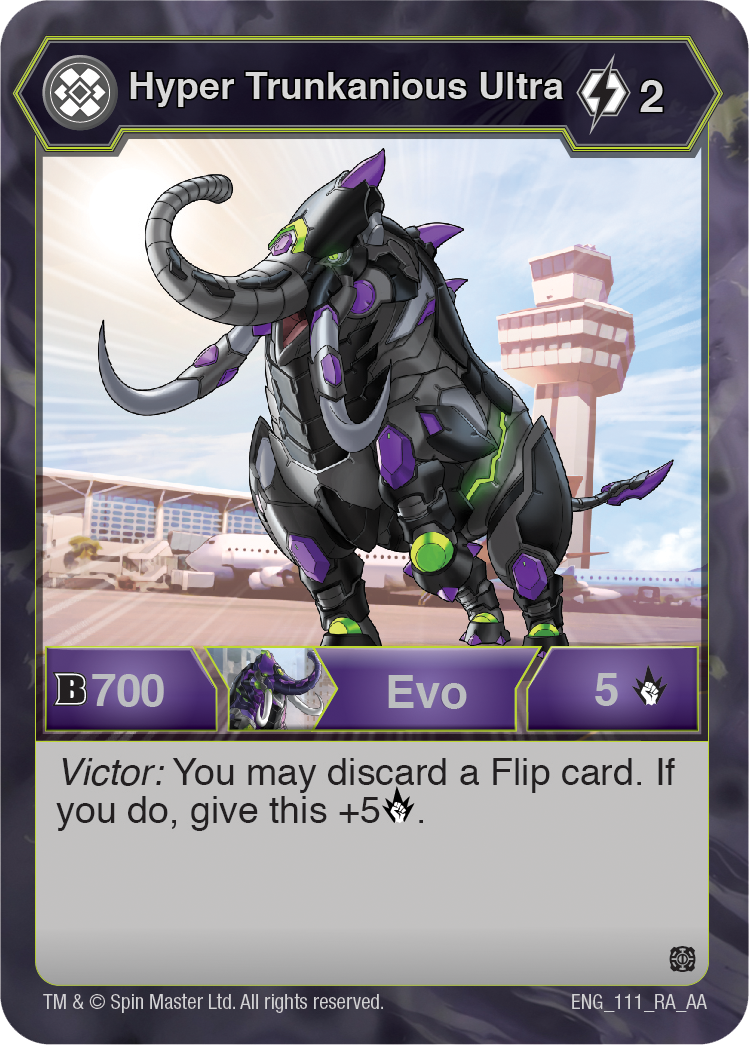 Hyper Trunkanious Ultra 2
B700 Evo 5
Victor: You may discard a Flip card. If
you do, give this +5.
TM & © Spin Master Ltd. All rights reserved. ENG_111_RA_AA